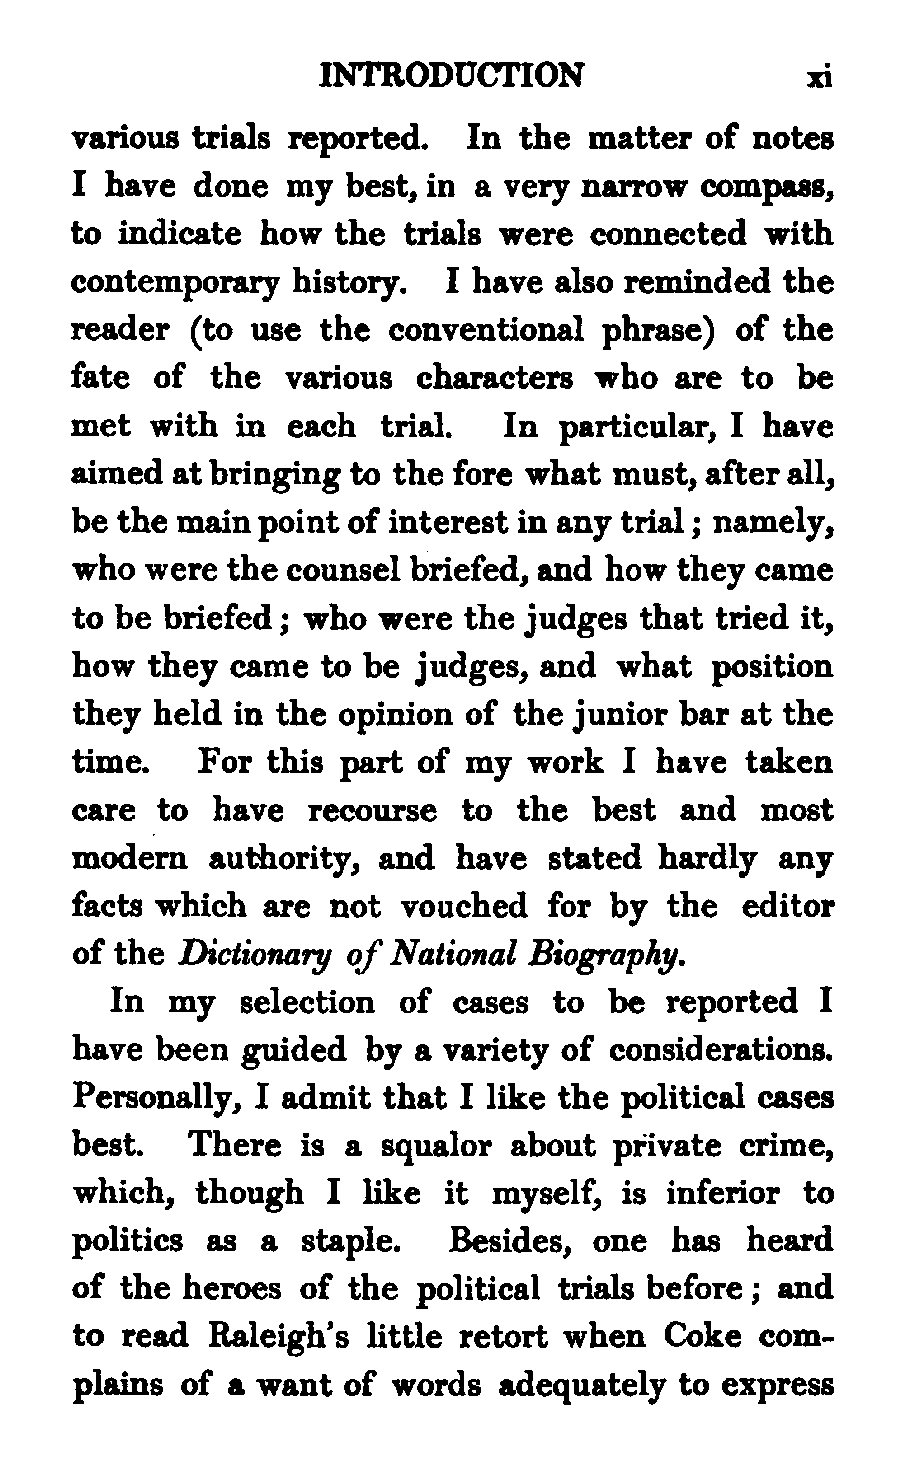 INTRODUCTION xi
various trials reported. In the matter of notes
I have done my best, in a very narrow compass,
to indicate how the trials were connected with
contemporary history. I have also reminded the
reader (to use the conventional phrase) of the
fate of the various characters who are to be
met with in each trial. In particular, I have
aimed at bringing to the fore what must, after all,
be the main point of interest in any trial ; namely,
who were the counsel briefed, and how they came
to be briefed ; who were the judges that tried it,
how they came to be judges, and what position
they held in the opinion of the junior bar at the
time. For this part of my work I have taken
care to have recourse to the best and most
modern authority, and have stated hardly any
facts which are not vouched for by the editor
of the Dictionary of National Biography.
In my selection of cases to be reported I
have been guided by a variety of considerations.
Personally, I admit that I like the political cases
best. There is a squalor about private crime,
which, though I like it myself, is inferior to
politics as a staple. Besides, one has heard
of the heroes of the political trials before ; and
to read Raleigh's little retort when Coke com-
plains of a want of words adequately to express